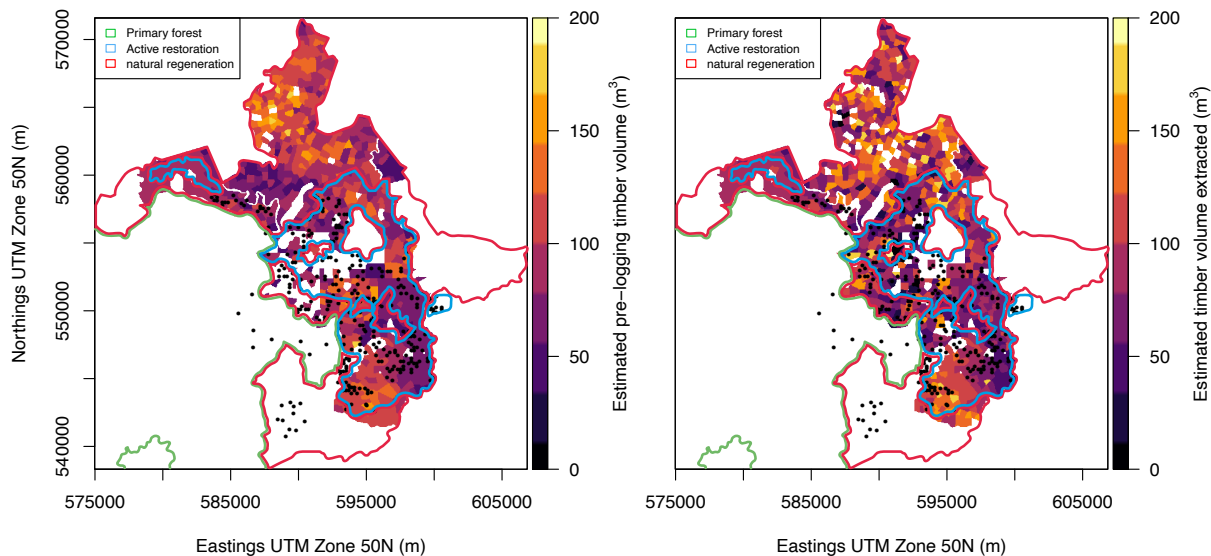 Primary forest
Active restoration
natural regeneration
570000
560000
550000
540000
Northings UTM Zone 50N (m)
575000
585000
595000
605000
Eastings UTM Zone 50N (m)
200
150
100
50
0
Estimated pre−logging timber volume (m³)
Primary forest
Active restoration
natural regeneration
575000
585000
595000
605000
Eastings UTM Zone 50N (m)
200
150
100
50
0
Estimated timber volume extracted (m³)